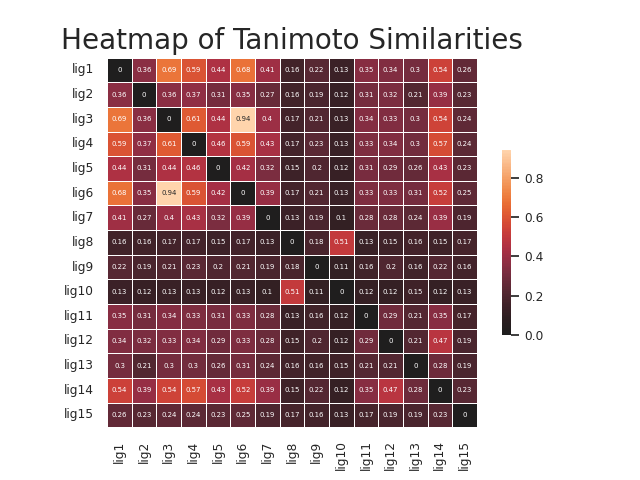 Heatmap of Tanimoto Similarities
lig1 0 0.36 0.69 0.59 0.44 0.68 0.41 0.16 0.22 0.13 0.35 0.34 0.3 0.54 0.26
lig2 0.36 0 0.36 0.37 0.31 0.35 0.27 0.16 0.19 0.12 0.31 0.32 0.21 0.39 0.23
lig3 0.69 0.36 0 0.61 0.44 0.94 0.4 0.17 0.21 0.13 0.34 0.33 0.3 0.54 0.24
lig4 0.59 0.37 0.61 0 0.46 0.59 0.43 0.17 0.23 0.13 0.33 0.34 0.3 0.57 0.24
lig5 0.44 0.31 0.44 0.46 0 0.42 0.32 0.15 0.2 0.12 0.31 0.29 0.26 0.43 0.23
lig6 0.68 0.35 0.94 0.59 0.42 0 0.39 0.17 0.21 0.13 0.33 0.33 0.31 0.52 0.25
lig7 0.41 0.27 0.4 0.43 0.32 0.39 0 0.13 0.19 0.1 0.28 0.28 0.24 0.39 0.19
lig8 0.16 0.16 0.17 0.17 0.15 0.17 0.13 0 0.18 0.51 0.13 0.15 0.16 0.15 0.17
lig9 0.22 0.19 0.21 0.23 0.2 0.21 0.19 0.18 0 0.11 0.16 0.2 0.16 0.22 0.16
lig10 0.13 0.12 0.13 0.13 0.12 0.13 0.1 0.51 0.11 0 0.12 0.12 0.15 0.12 0.13
lig11 0.35 0.31 0.34 0.33 0.31 0.33 0.28 0.13 0.16 0.12 0 0.29 0.21 0.35 0.17
lig12 0.34 0.32 0.33 0.34 0.29 0.33 0.28 0.15 0.2 0.12 0.29 0 0.21 0.47 0.19
lig13 0.3 0.21 0.3 0.3 0.26 0.31 0.24 0.16 0.16 0.15 0.21 0.21 0 0.28 0.19
lig14 0.54 0.39 0.54 0.57 0.43 0.52 0.39 0.15 0.22 0.12 0.35 0.47 0.28 0 0.23
lig15 0.26 0.23 0.24 0.24 0.23 0.25 0.19 0.17 0.16 0.13 0.17 0.19 0.19 0.23 0
lig1 lig2 lig3 lig4 lig5 lig6 lig7 lig8 lig9 lig10 lig11 lig12 lig13 lig14 lig15
0.8
0.6
0.4
0.2
0.0